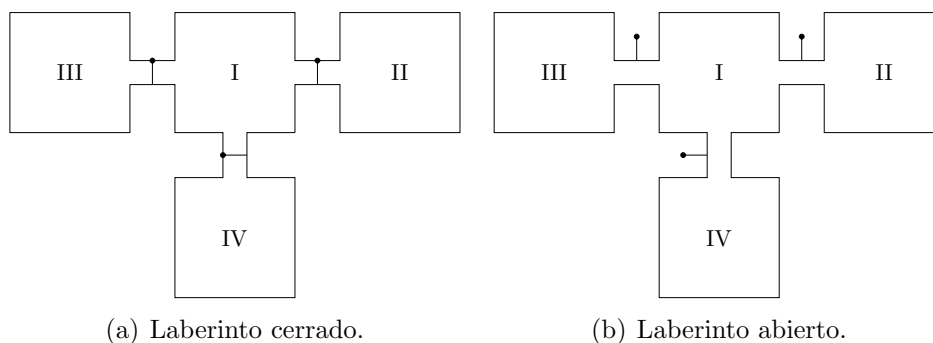 III I II
IV
(a) Laberinto cerrado.
III I II
IV
(b) Laberinto abierto.